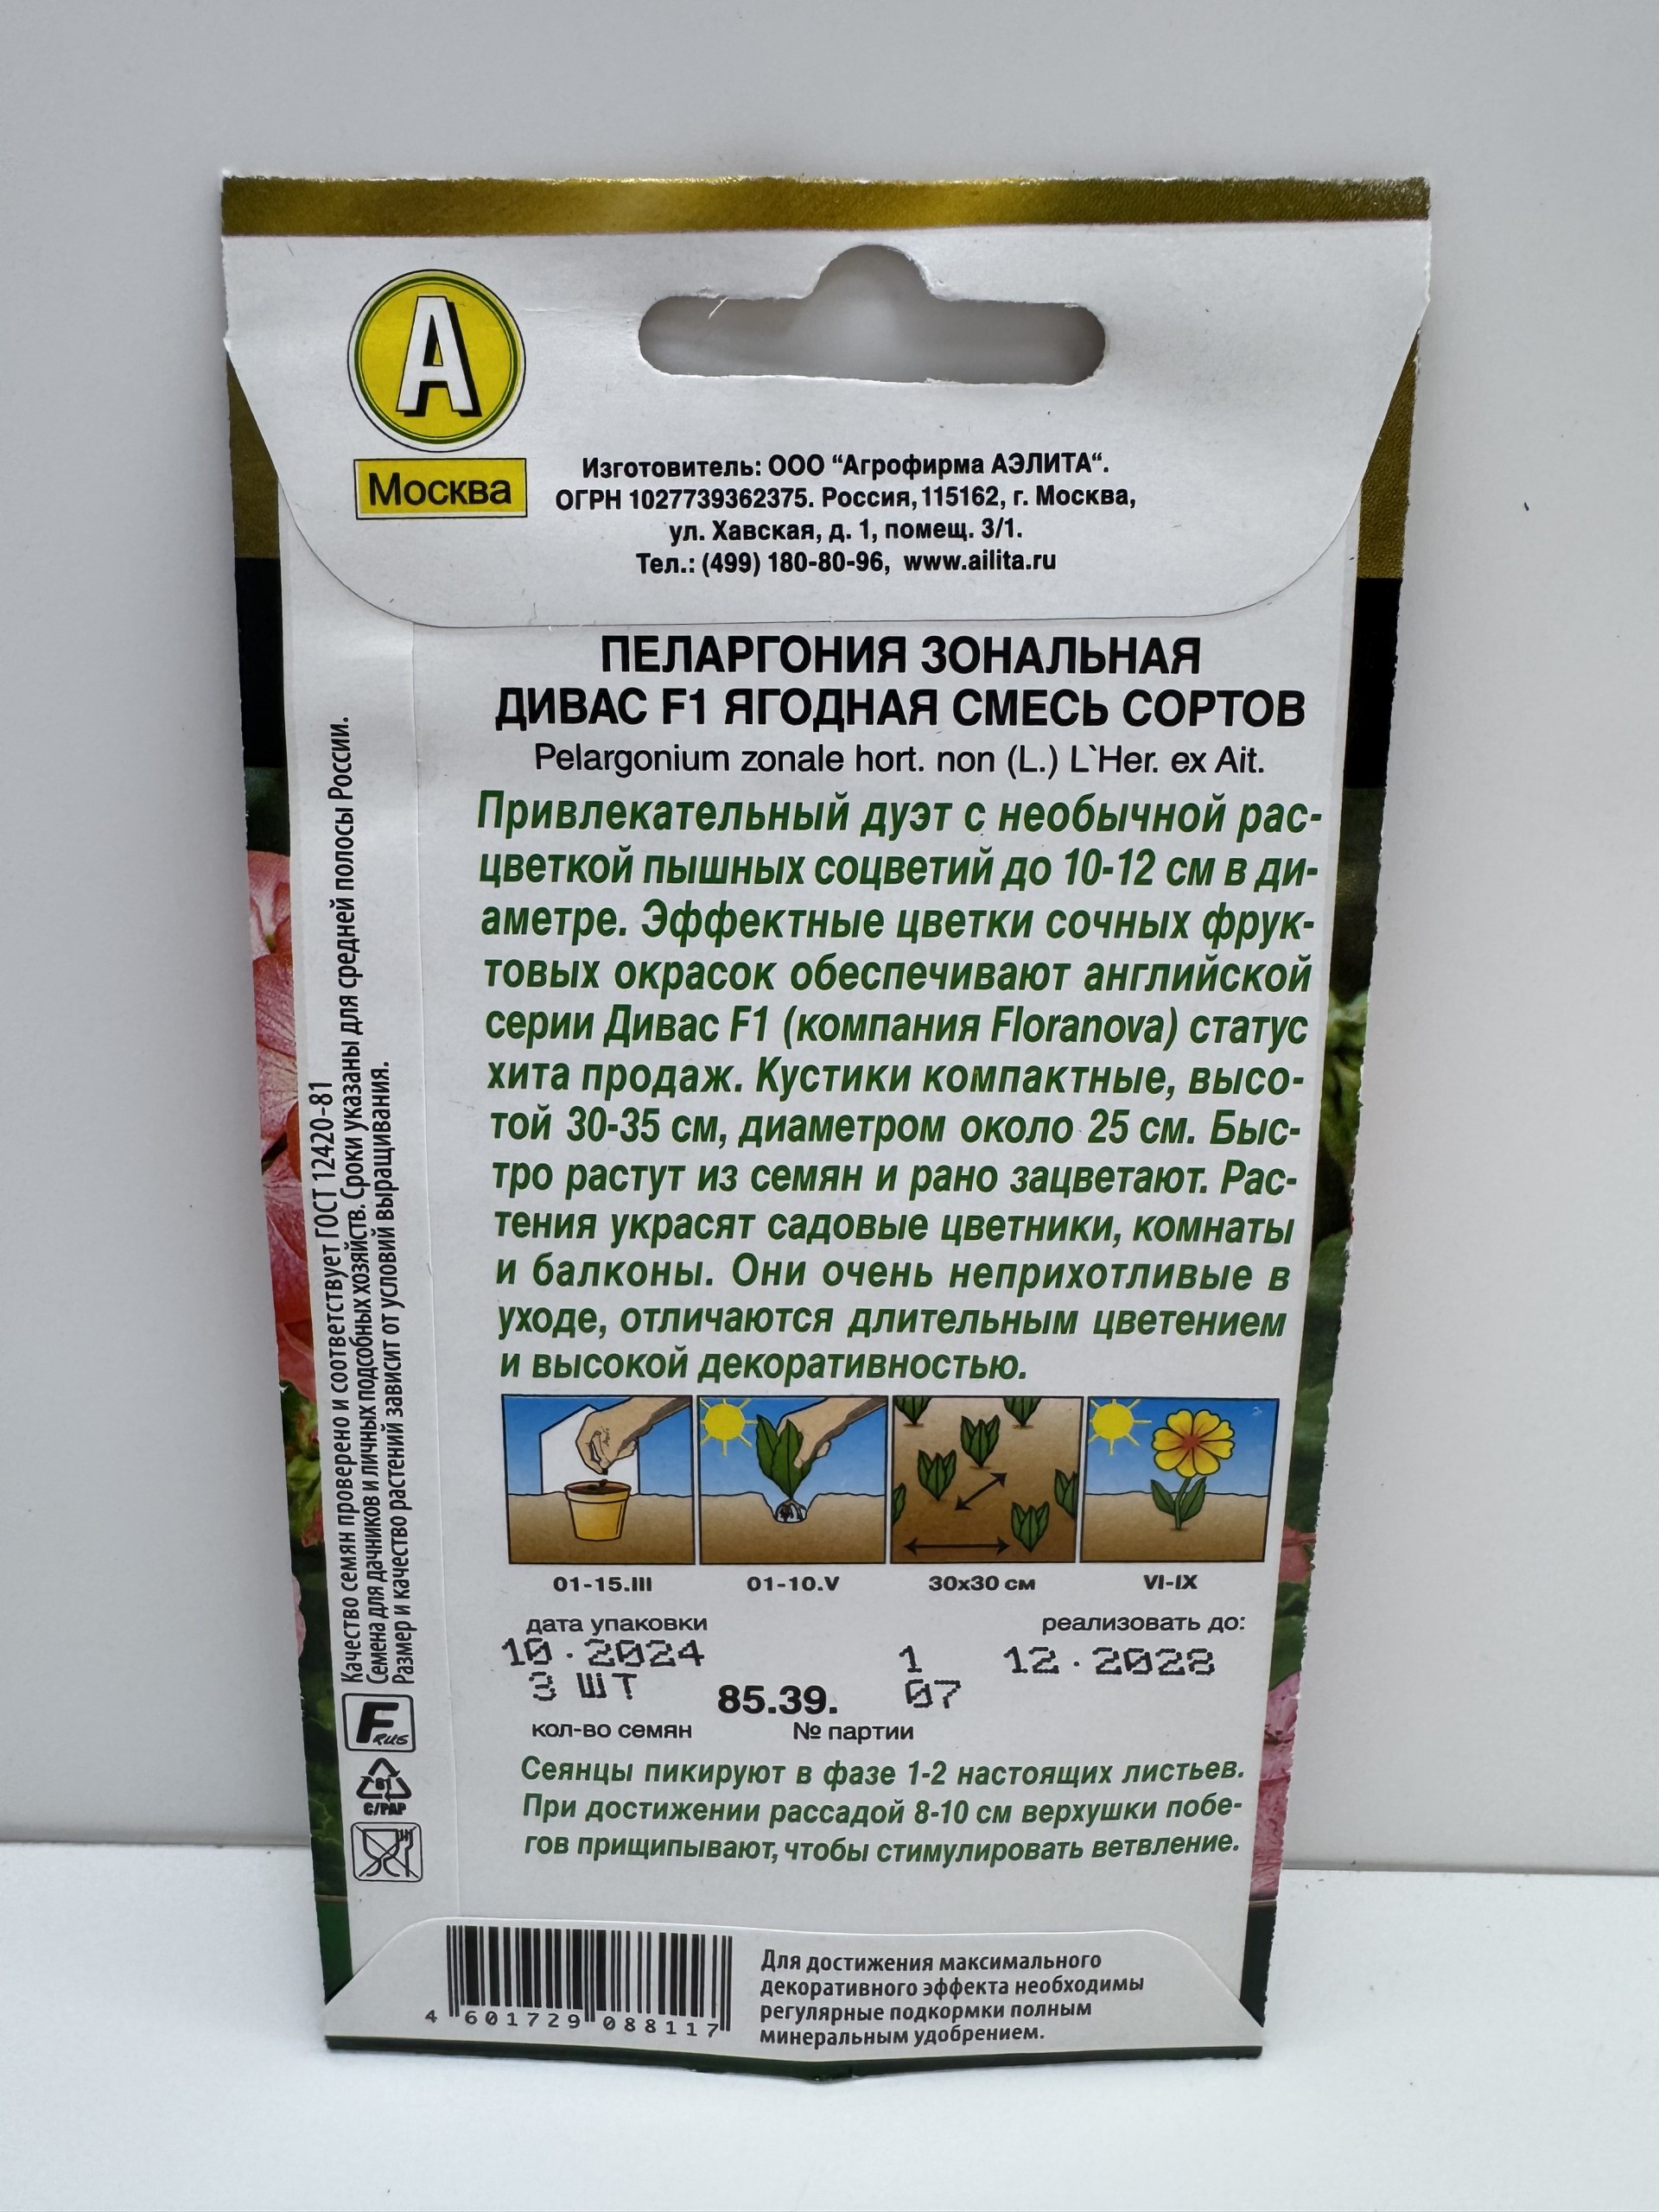 А
Москва
Изготовитель: ООО “Агрофирма АЭЛИТА“.
ОГРН 1027739362375. Россия, 115162, г. Москва,
ул. Хавская, д. 1, помещ. 3/1.
Тел.: (499) 180-80-96, www.ailita.ru
ПЕЛАРГОНИЯ ЗОНАЛЬНАЯ
ДИВАС F1 ЯГОДНАЯ СМЕСЬ СОРТОВ
Pelargonium zonale hort. non (L.) L`Her. ex Ait.
Привлекательный дуэт с необычной рас-
цветкой пышных соцветий до 10-12 см в ди-
аметре. Эффектные цветки сочных фрук-
товых окрасок обеспечивают английской
серии Дивас F1 (компания Floranova) статус
хита продаж. Кустики компактные, высо-
той 30-35 см, диаметром около 25 см. Быс-
тро растут из семян и рано зацветают. Рас-
тения украсят садовые цветники, комнаты
и балконы. Они очень неприхотливые в
уходе, отличаются длительным цветением
и высокой декоративностью.
01-15.III 01-10.V 30x30 см VI-IX
дата упаковки реализовать до:
10.2024 1 12.2028
3 ШТ 85.39. 07
кол-во семян № партии
Сеянцы пикируют в фазе 1-2 настоящих листьев.
При достижении рассадой 8-10 см верхушки побе-
гов прищипывают, чтобы стимулировать ветвление.
Качество семян проверено и соответствует ГОСТ 12420-81
Семена для дачников и личных подсобных хозяйств. Сроки указаны для средней полосы России.
Размер и качество растений зависит от условий выращивания.
F RUS
81
C/PAP
4 601729 088117
Для достижения максимального
декоративного эффекта необходимы
регулярные подкормки полным
минеральным удобрением.